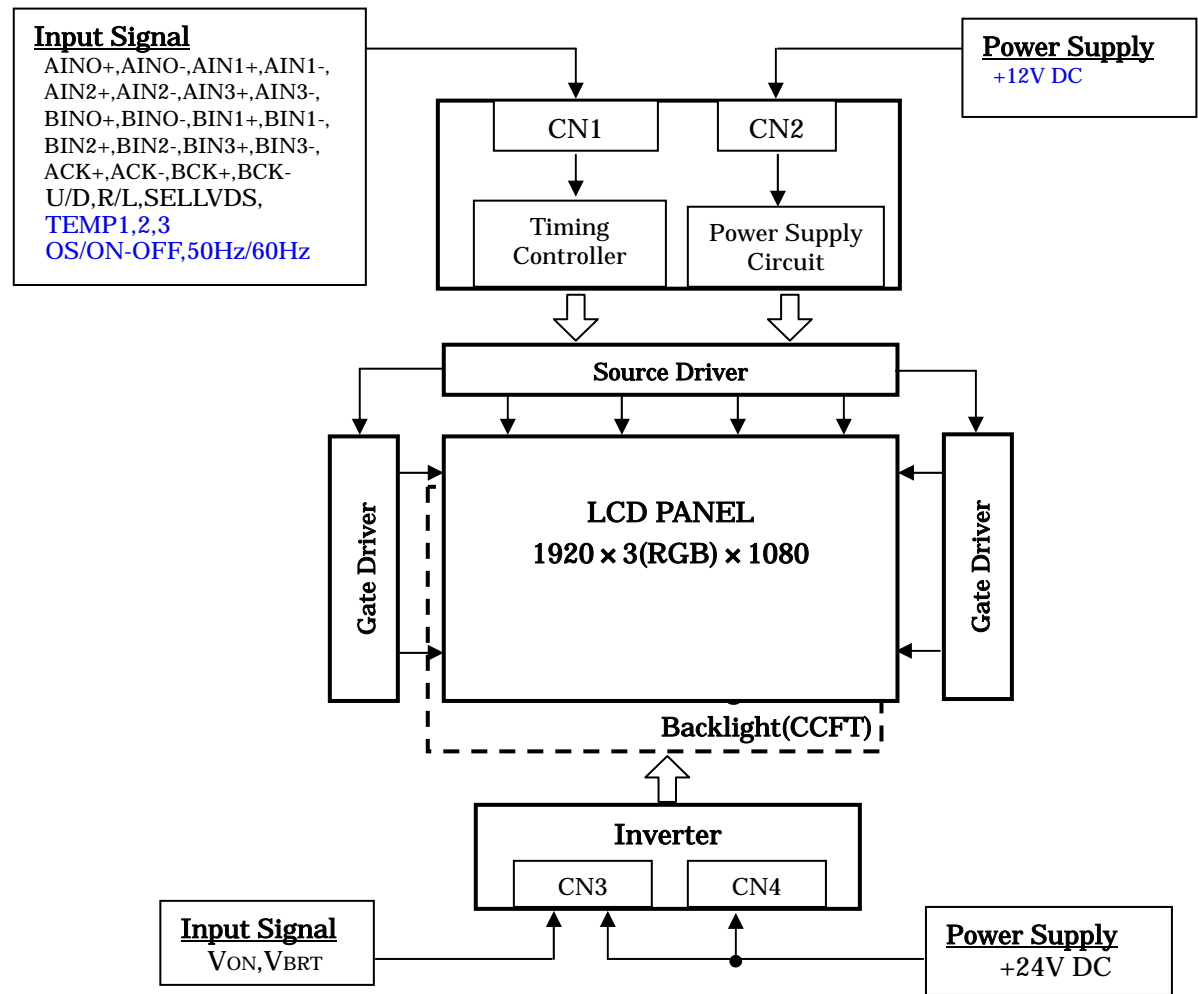 Input Signal
AINO+,AINO-,AIN1+,AIN1-,
AIN2+,AIN2-,AIN3+,AIN3-,
BINO+,BINO-,BIN1+,BIN1-,
BIN2+,BIN2-,BIN3+,BIN3-,
ACK+,ACK-,BCK+,BCK-
U/D,R/L,SELLVDS,
TEMP1,2,3
OS/ON-OFF,50Hz/60Hz
Power Supply
+12V DC
CN1
CN2
Timing
Controller
Power Supply
Circuit
Source Driver
Gate Driver
LCD PANEL
1920 × 3(RGB) × 1080
Gate Driver
Backlight(CCFT)
Inverter
CN3
CN4
Input Signal
VON,VBRT
Power Supply
+24V DC